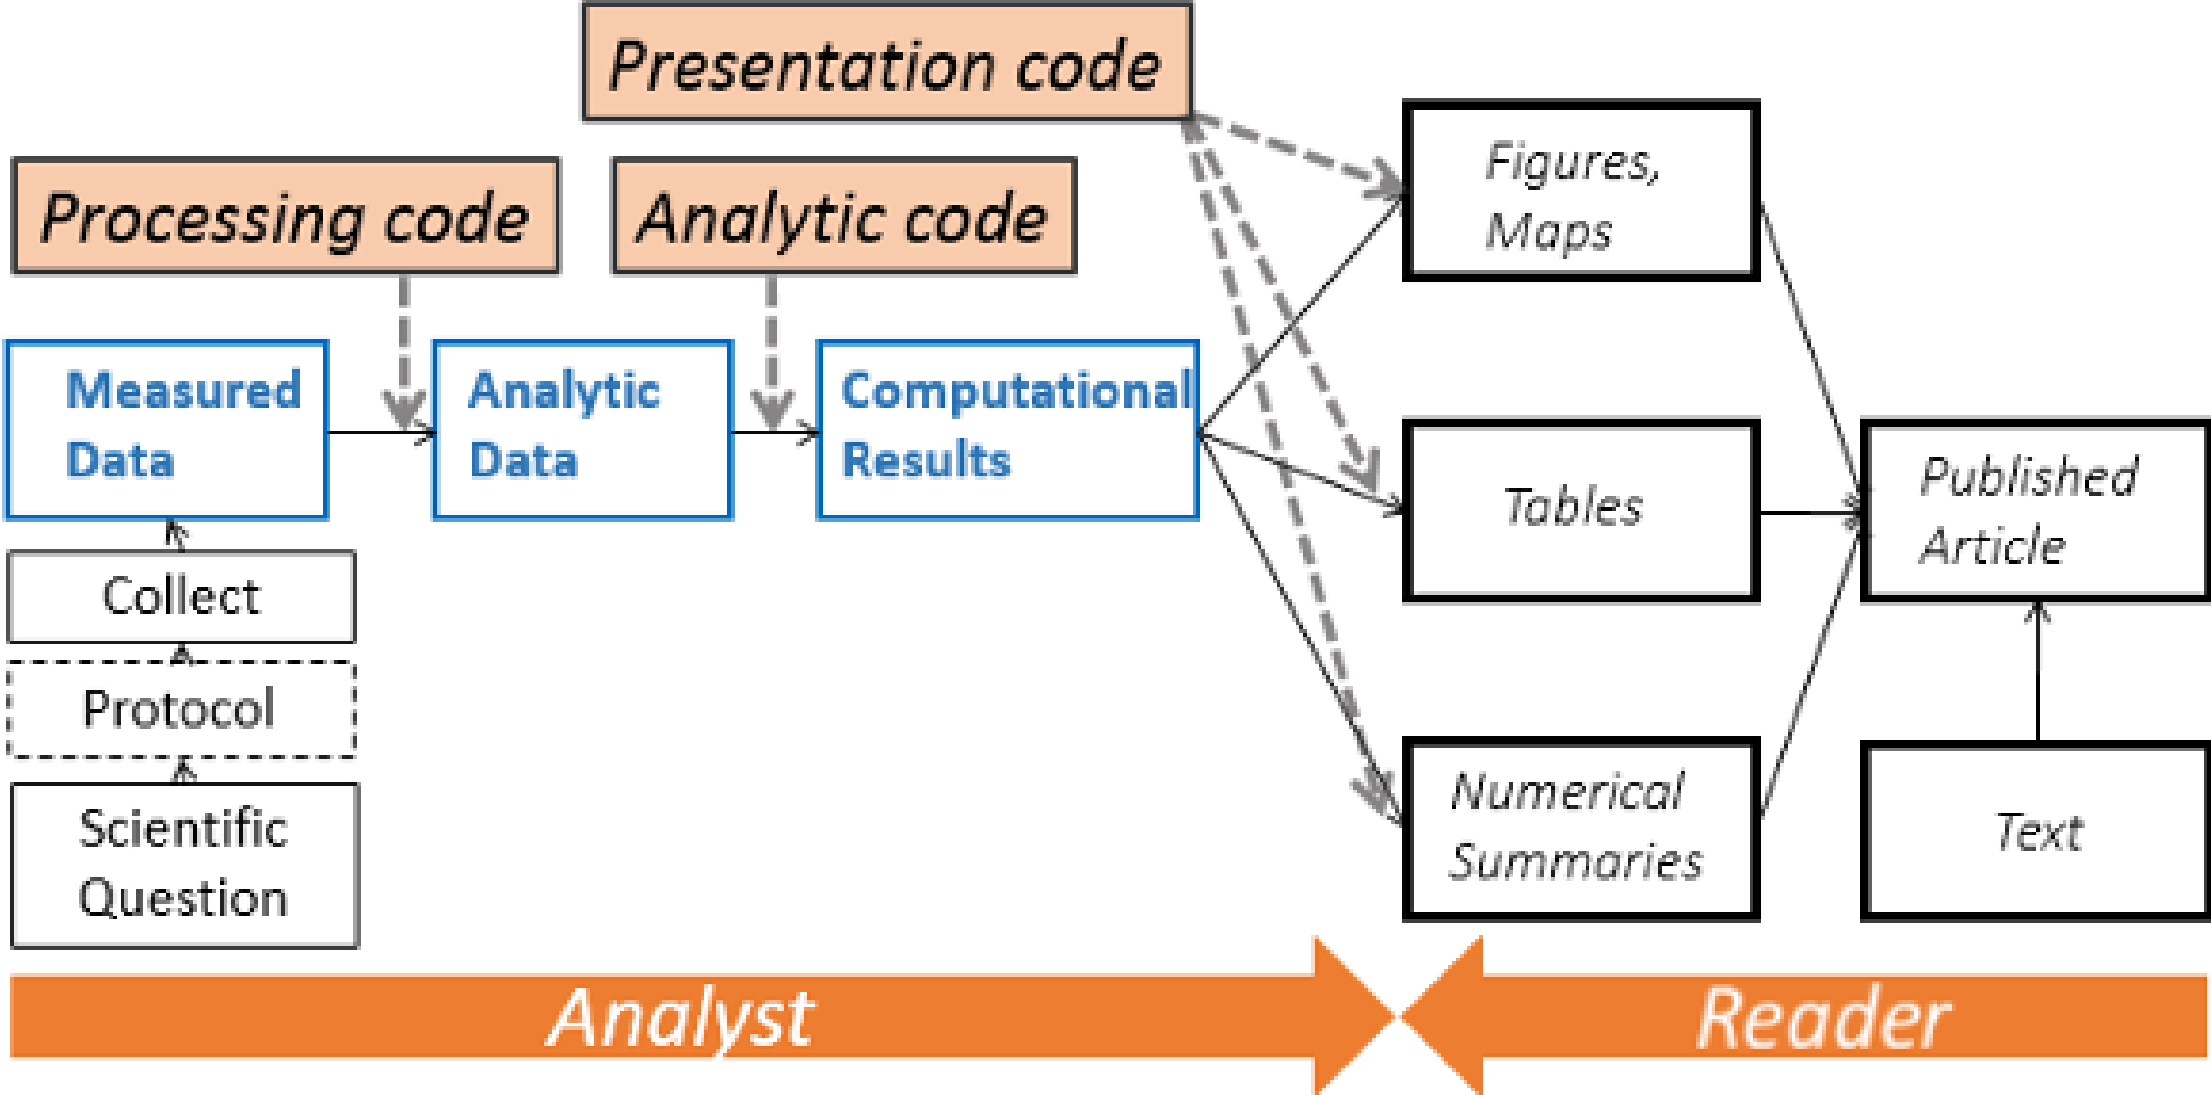 Presentation code
Processing code
Analytic code
Figures,
Maps
Measured
Data
Analytic
Data
Computational
Results
Tables
Published
Article
Collect
Protocol
Scientific
Question
Numerical
Summaries
Text
Analyst
Reader